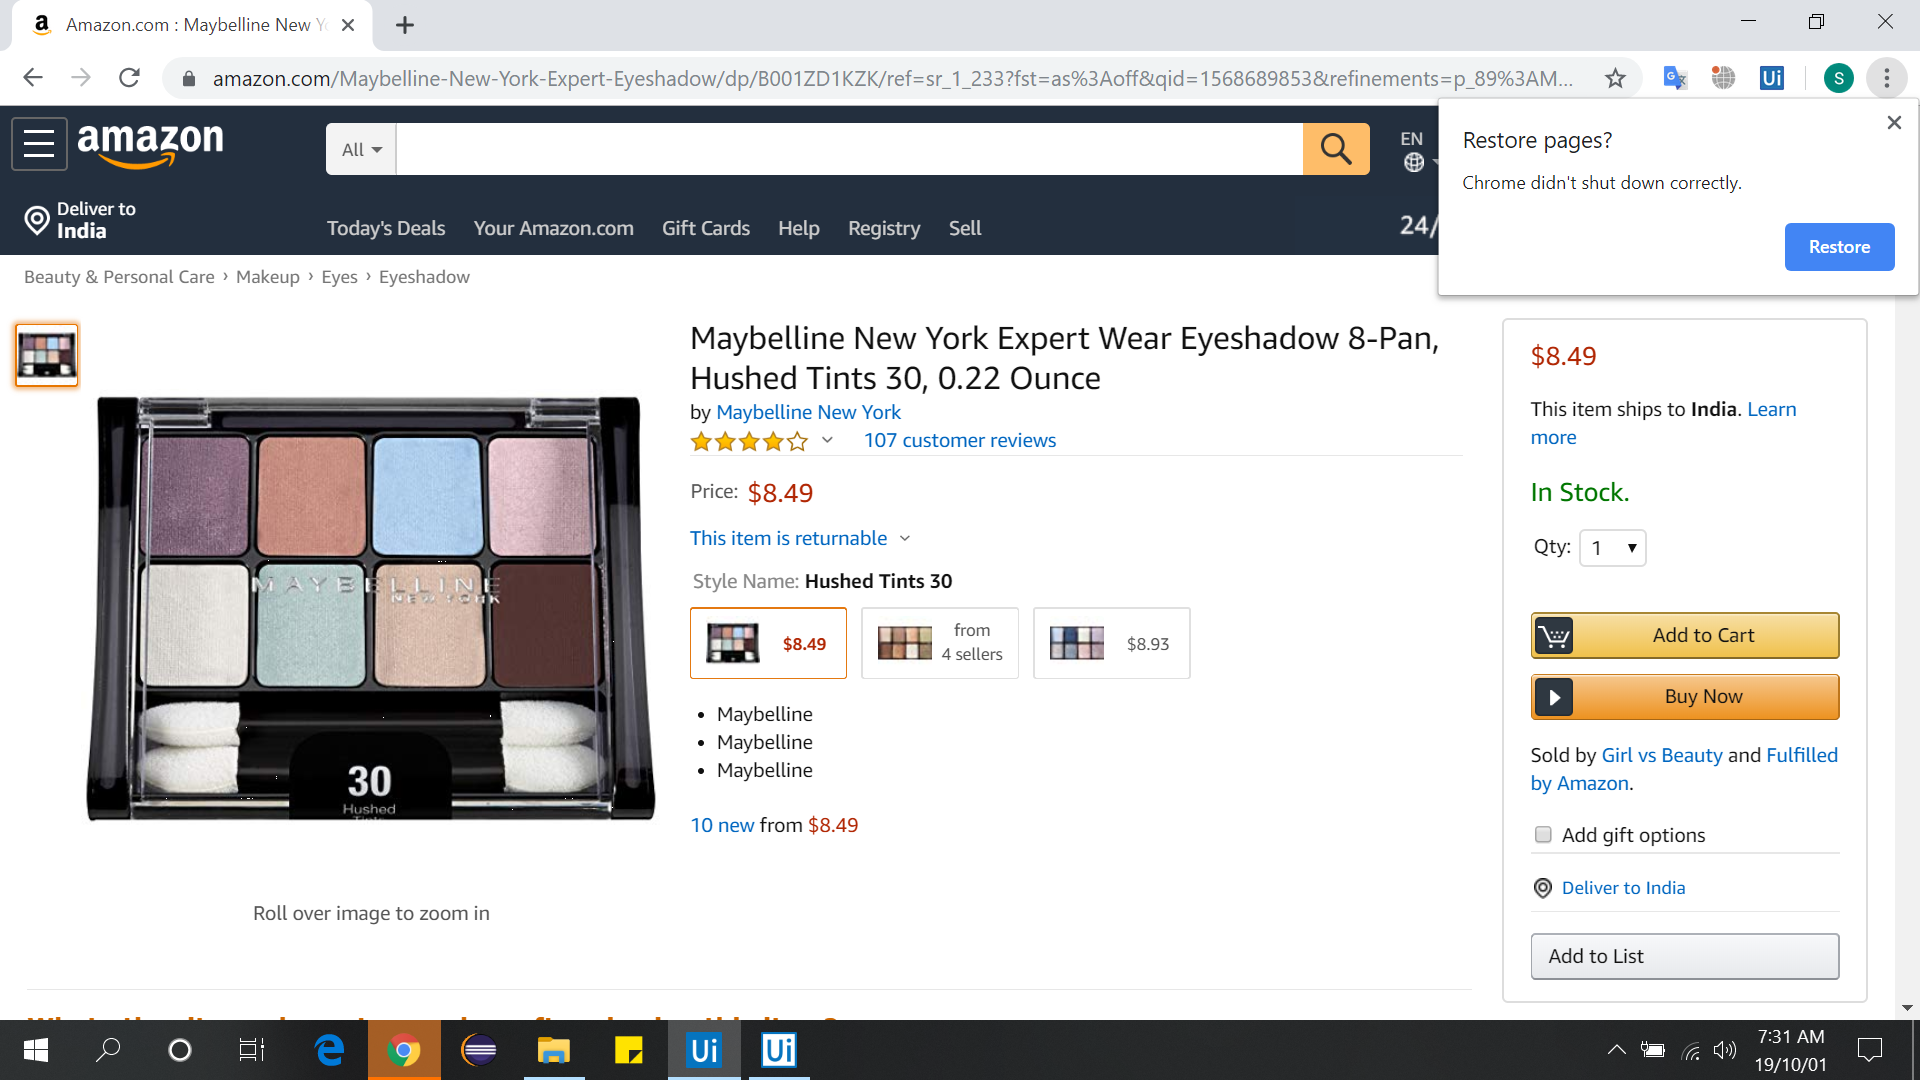 Amazon.com : Maybelline New Y
amazon.com/Maybelline-New-York-Expert-Eyeshadow/dp/B001ZD1KZK/ref=sr_1_233?fst=as%3Aoff&qid=1568689853&refinements=p_89%3AM...
Ui
S
Restore pages?
Chrome didn't shut down correctly.
Restore
amazon
All
EN
Deliver to
India
Today's Deals
Your Amazon.com
Gift Cards
Help
Registry
Sell
24/
Beauty & Personal Care › Makeup › Eyes › Eyeshadow
MAYBELLINE
NEW YORK
30
Hushed
Roll over image to zoom in
Maybelline New York Expert Wear Eyeshadow 8-Pan,
Hushed Tints 30, 0.22 Ounce
by Maybelline New York
107 customer reviews
Price: $8.49
This item is returnable
Style Name: Hushed Tints 30
$8.49
from
4 sellers
$8.93
• Maybelline
• Maybelline
• Maybelline
10 new from $8.49
$8.49
This item ships to India. Learn
more
In Stock.
Qty: 1
Add to Cart
Buy Now
Sold by Girl vs Beauty and Fulfilled
by Amazon.
Add gift options
Deliver to India
Add to List
Ui
Ui
7:31 AM
19/10/01